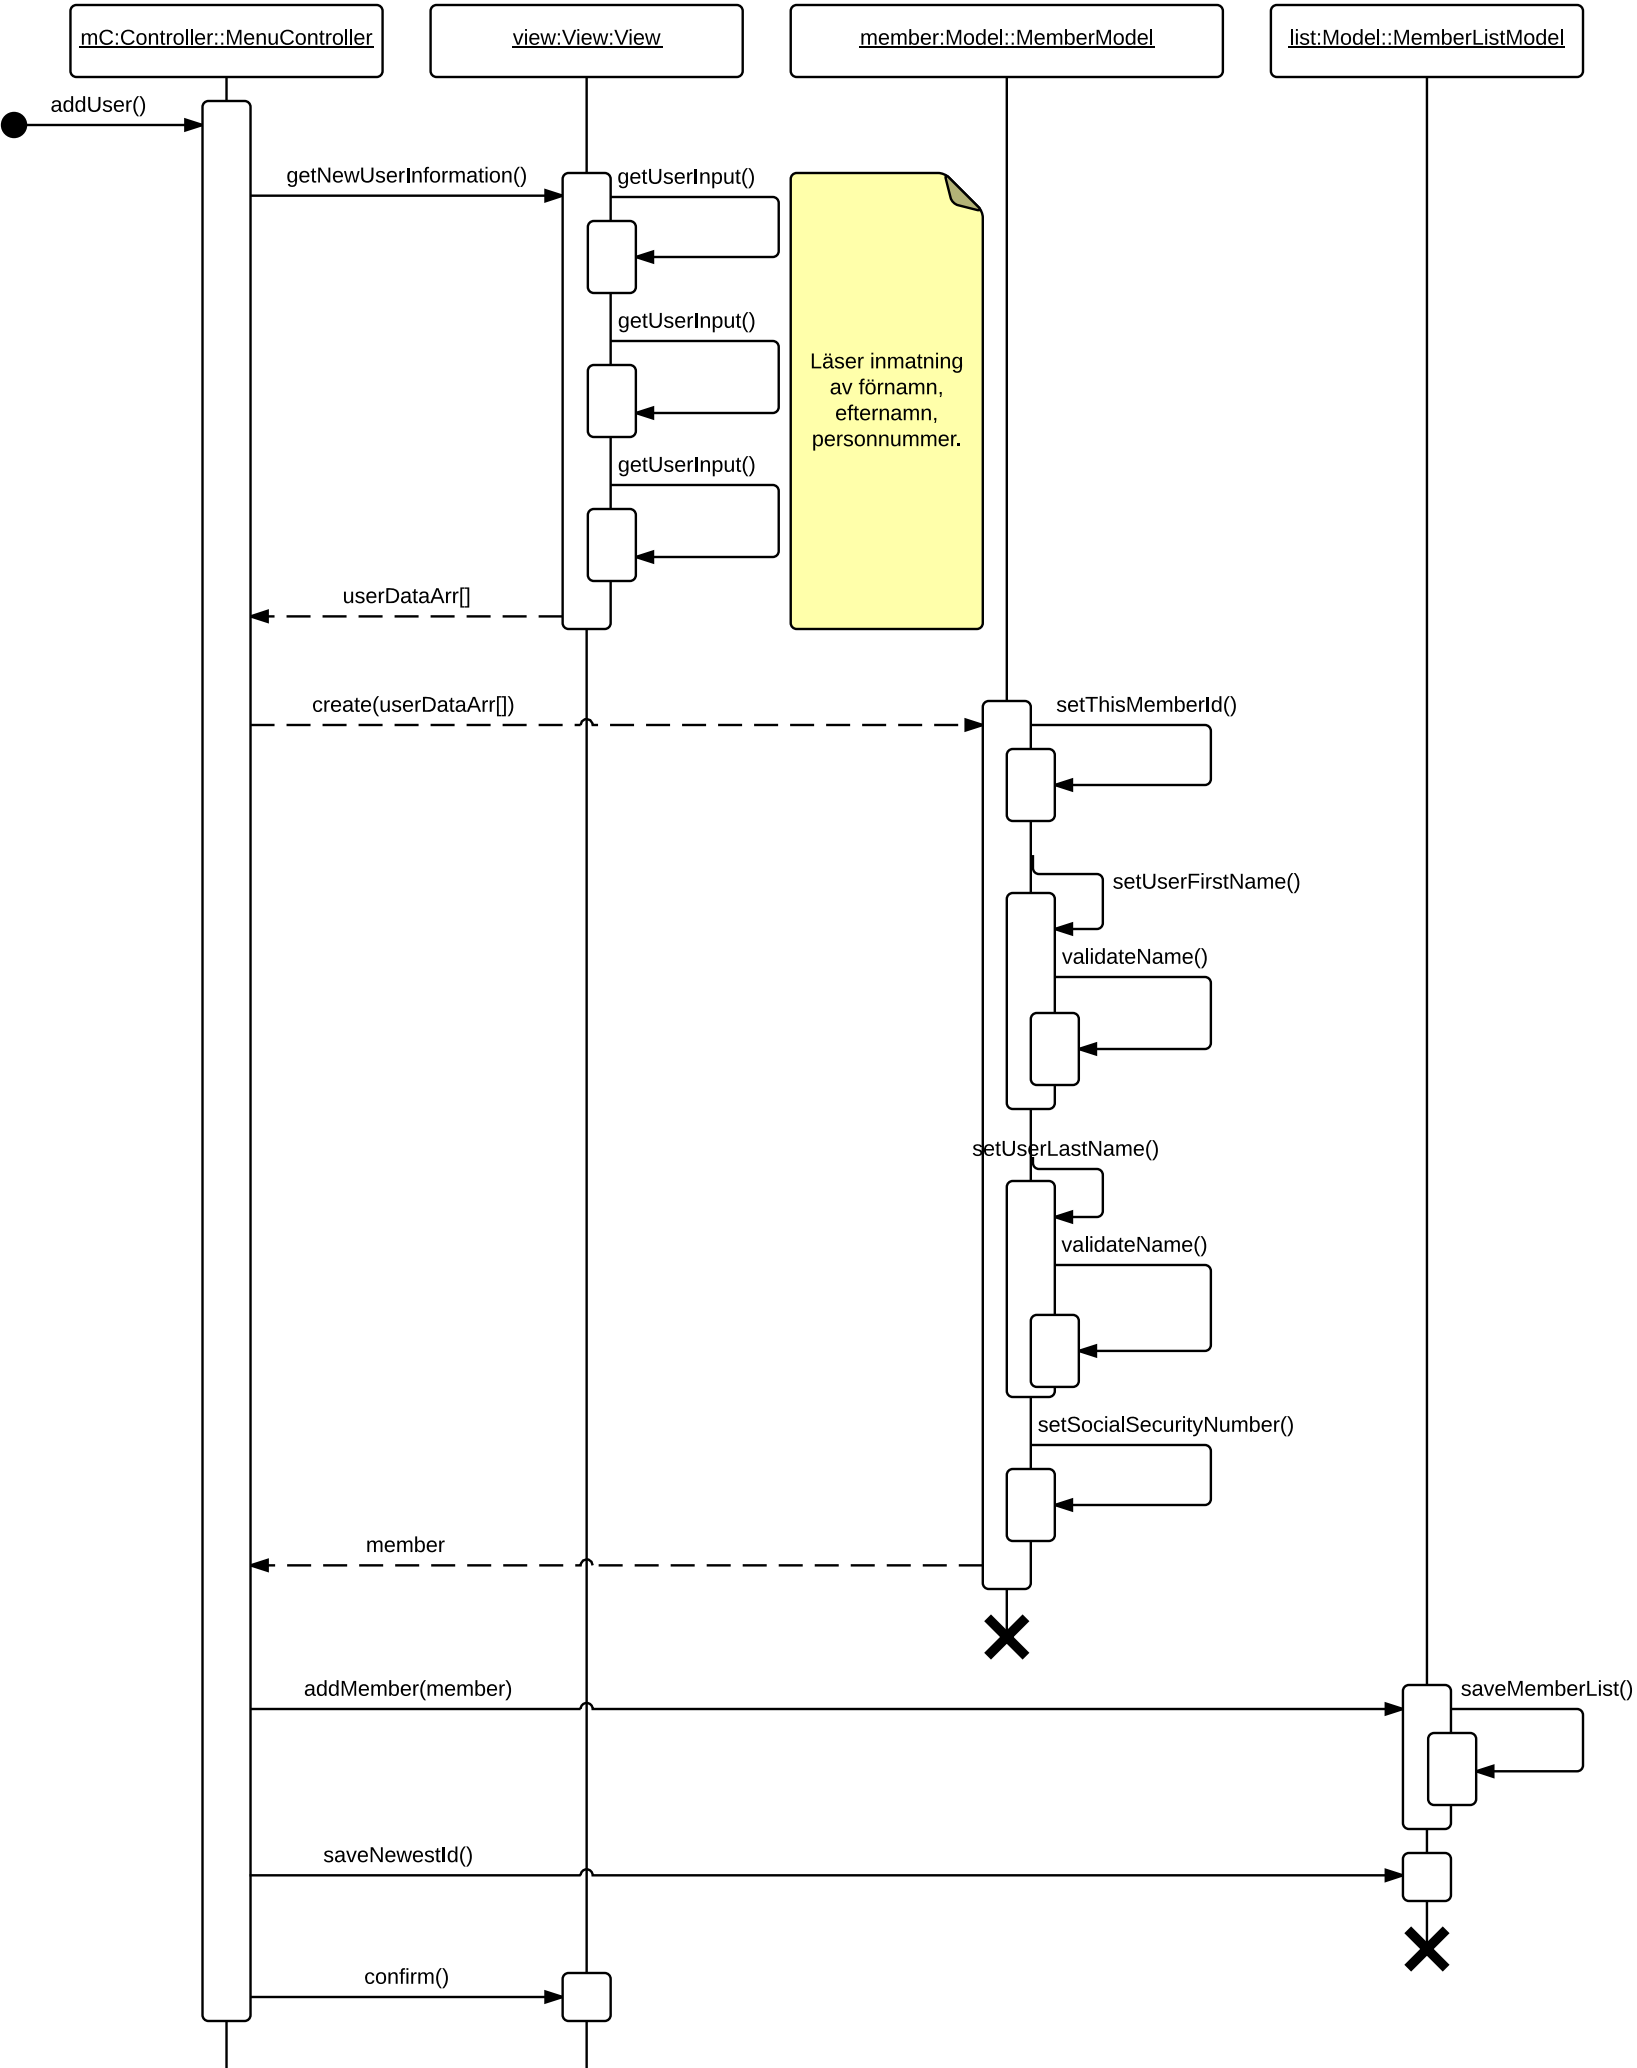 mC:Controller::MenuController
view:View:View
member:Model::MemberModel
list:Model::MemberListModel
addUser()
getNewUserInformation()
getUserInput()
getUserInput()
Läser inmatning
av förnamn,
efternamn,
personnummer.
getUserInput()
userDataArr[]
create(userDataArr[])
setThisMemberId()
setUserFirstName()
validateName()
setUserLastName()
validateName()
setSocialSecurityNumber()
member
addMember(member)
saveMemberList()
saveNewestId()
confirm()